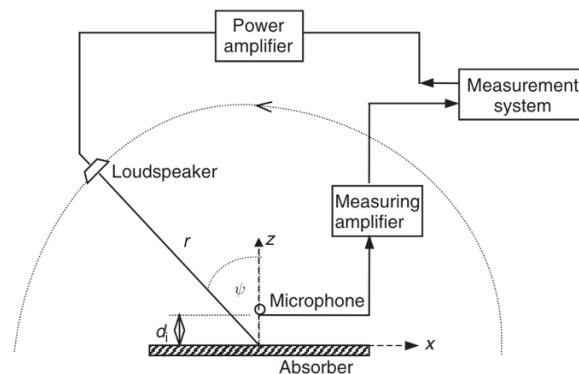 Power
amplifier
Measurement
system
Loudspeaker
Measuring
amplifier
r
z
ψ
Microphone
dᵢ
x
Absorber